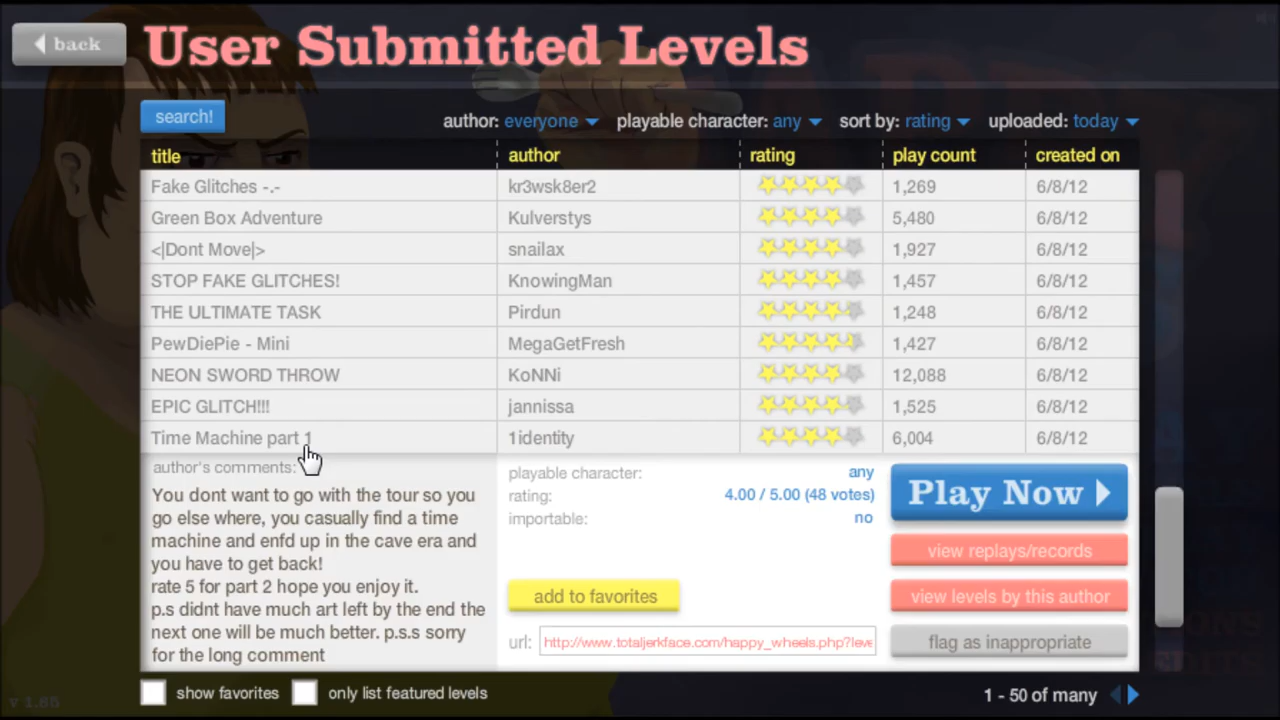 back
User Submitted Levels
search!
author: everyone playable character: any sort by: rating uploaded: today
title author rating play count created on
Fake Glitches -.- kr3wsk8er2 1,269 6/8/12
Green Box Adventure Kulverstys 5,480 6/8/12
<|Dont Move|> snailax 1,927 6/8/12
STOP FAKE GLITCHES! KnowingMan 1,457 6/8/12
THE ULTIMATE TASK Pirdun 1,248 6/8/12
PewDiePie - Mini MegaGetFresh 1,427 6/8/12
NEON SWORD THROW KoNNi 12,088 6/8/12
EPIC GLITCH!!! jannissa 1,525 6/8/12
Time Machine part 1 1identity 6,004 6/8/12
author's comments:
You dont want to go with the tour so you
go else where, you casually find a time
machine and enfd up in the cave era and
you have to get back!
rate 5 for part 2 hope you enjoy it.
p.s didnt have much art left by the end the
next one will be much better. p.s.s sorry
for the long comment
playable character: any
rating: 4.00 / 5.00 (48 votes)
importable: no
add to favorites
url: http://www.totaljerkface.com/happy_wheels.php?leve
Play Now
view replays/records
view levels by this author
flag as inappropriate
show favorites only list featured levels
1 - 50 of many
v 1.65